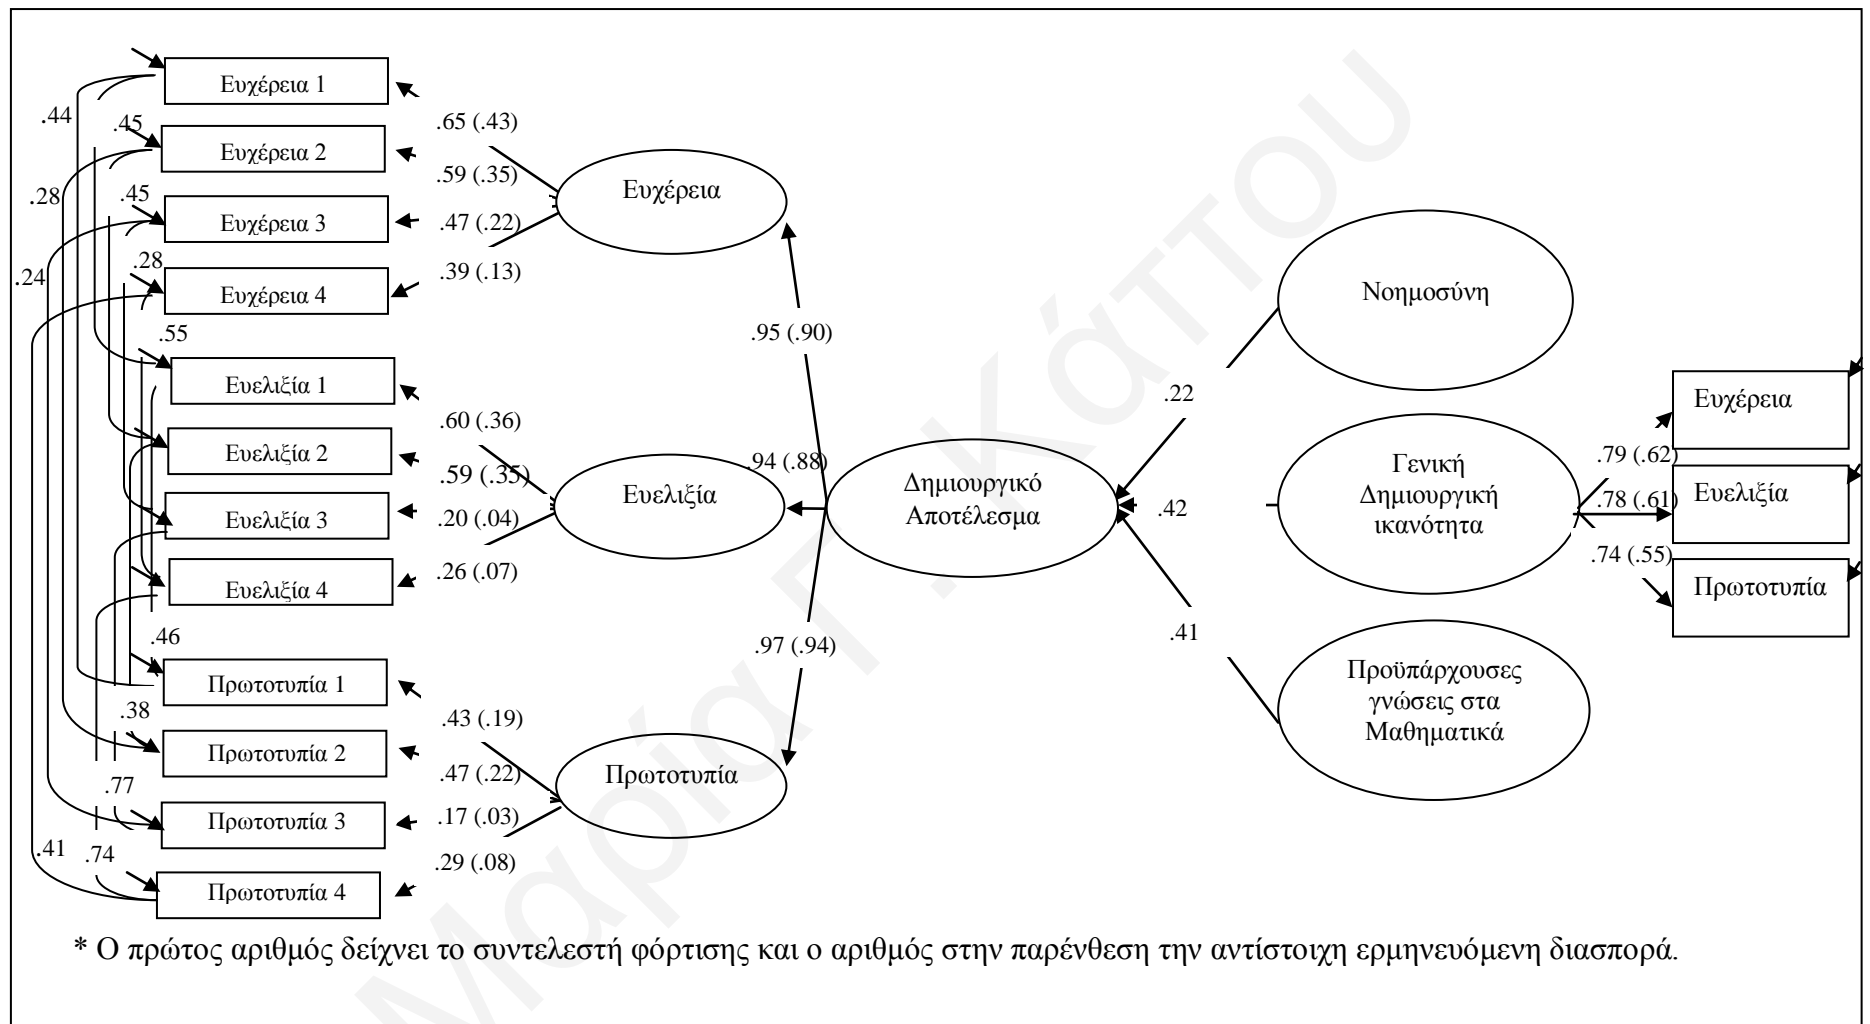 Ευχέρεια 1
Ευχέρεια 2
Ευχέρεια 3
Ευχέρεια 4
Ευελιξία 1
Ευελιξία 2
Ευελιξία 3
Ευελιξία 4
Πρωτοτυπία 1
Πρωτοτυπία 2
Πρωτοτυπία 3
Πρωτοτυπία 4
.44
.45
.28
.45
.24
.28
.55
.46
.38
.77
.41
.74
.65 (.43)
.59 (.35)
.47 (.22)
.39 (.13)
.60 (.36)
.59 (.35)
.20 (.04)
.26 (.07)
.43 (.19)
.47 (.22)
.17 (.03)
.29 (.08)
Ευχέρεια
Ευελιξία
Πρωτοτυπία
.95 (.90)
.94 (.88)
.97 (.94)
Δημιουργικό
Αποτέλεσμα
.22
.42
.41
Νοημοσύνη
Γενική
Δημιουργική
ικανότητα
Προϋπάρχουσες
γνώσεις στα
Μαθηματικά
.79 (.62)
.78 (.61)
.74 (.55)
Ευχέρεια
Ευελιξία
Πρωτοτυπία
* Ο πρώτος αριθμός δείχνει το συντελεστή φόρτισης και ο αριθμός στην παρένθεση την αντίστοιχη ερμηνευόμενη διασπορά.
Μαρία Γ. Κάττου